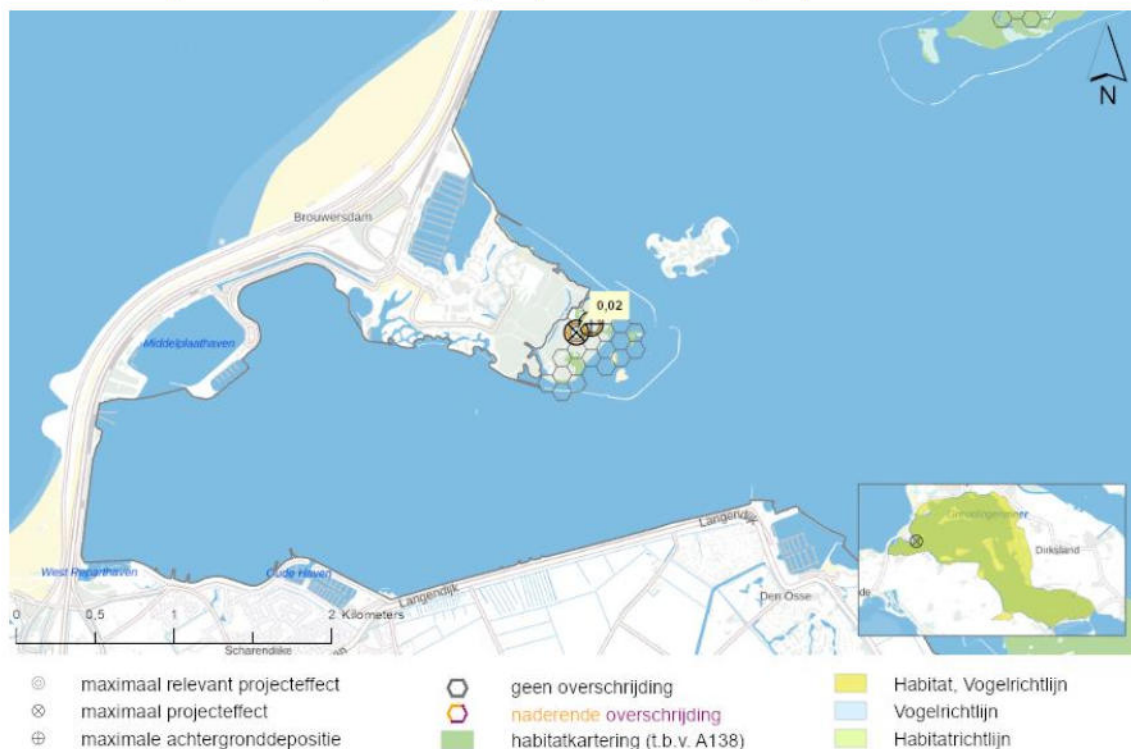 N
Brouwersdam
0,02
Middelplaathaven
Langendijk
Dirksland
West Reparthaven
Oude Haven
Langendijk
Den Osse
de
0 0,5 1 2 Kilometers
Scharendijke
maximaal relevant projecteffect
maximaal projecteffect
maximale achtergronddepositie
geen overschrijding
naderende overschrijding
habitatkartering (t.b.v. A138)
Habitat, Vogelrichtlijn
Vogelrichtlijn
Habitatrichtlijn